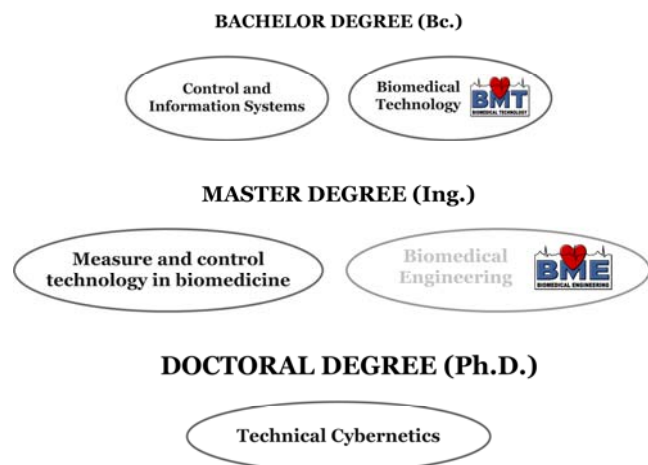 BACHELOR DEGREE (Bc.)
Control and
Information Systems
Biomedical
Technology
BMT
BIOMEDICAL TECHNOLOGY
MASTER DEGREE (Ing.)
Measure and control
technology in biomedicine
Biomedical
Engineering
BME
BIOMEDICAL ENGINEERING
DOCTORAL DEGREE (Ph.D.)
Technical Cybernetics